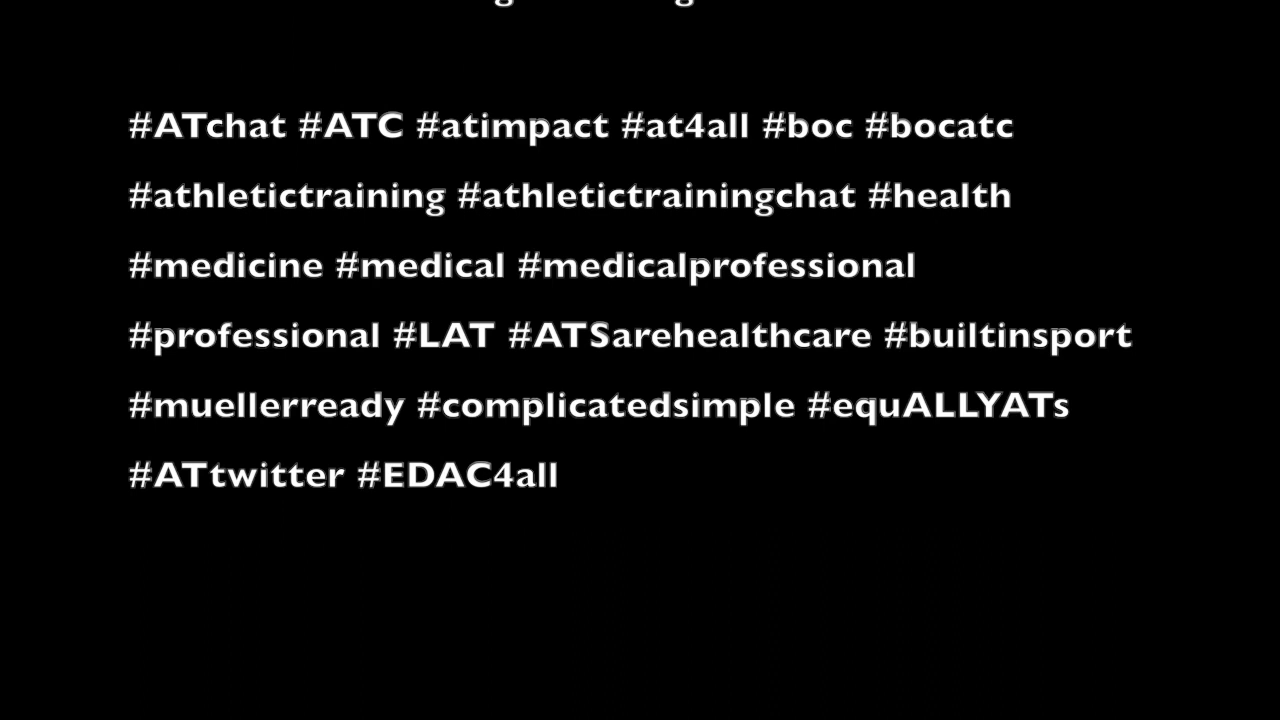 #ATchat #ATC #atimpact #at4all #boc #bocatc
#athletictraining #athletictrainingchat #health
#medicine #medical #medicalprofessional
#professional #LAT #ATSarehealthcare #builtinsport
#muellerready #complicatedsimple #equALLYATs
#ATtwitter #EDAC4all